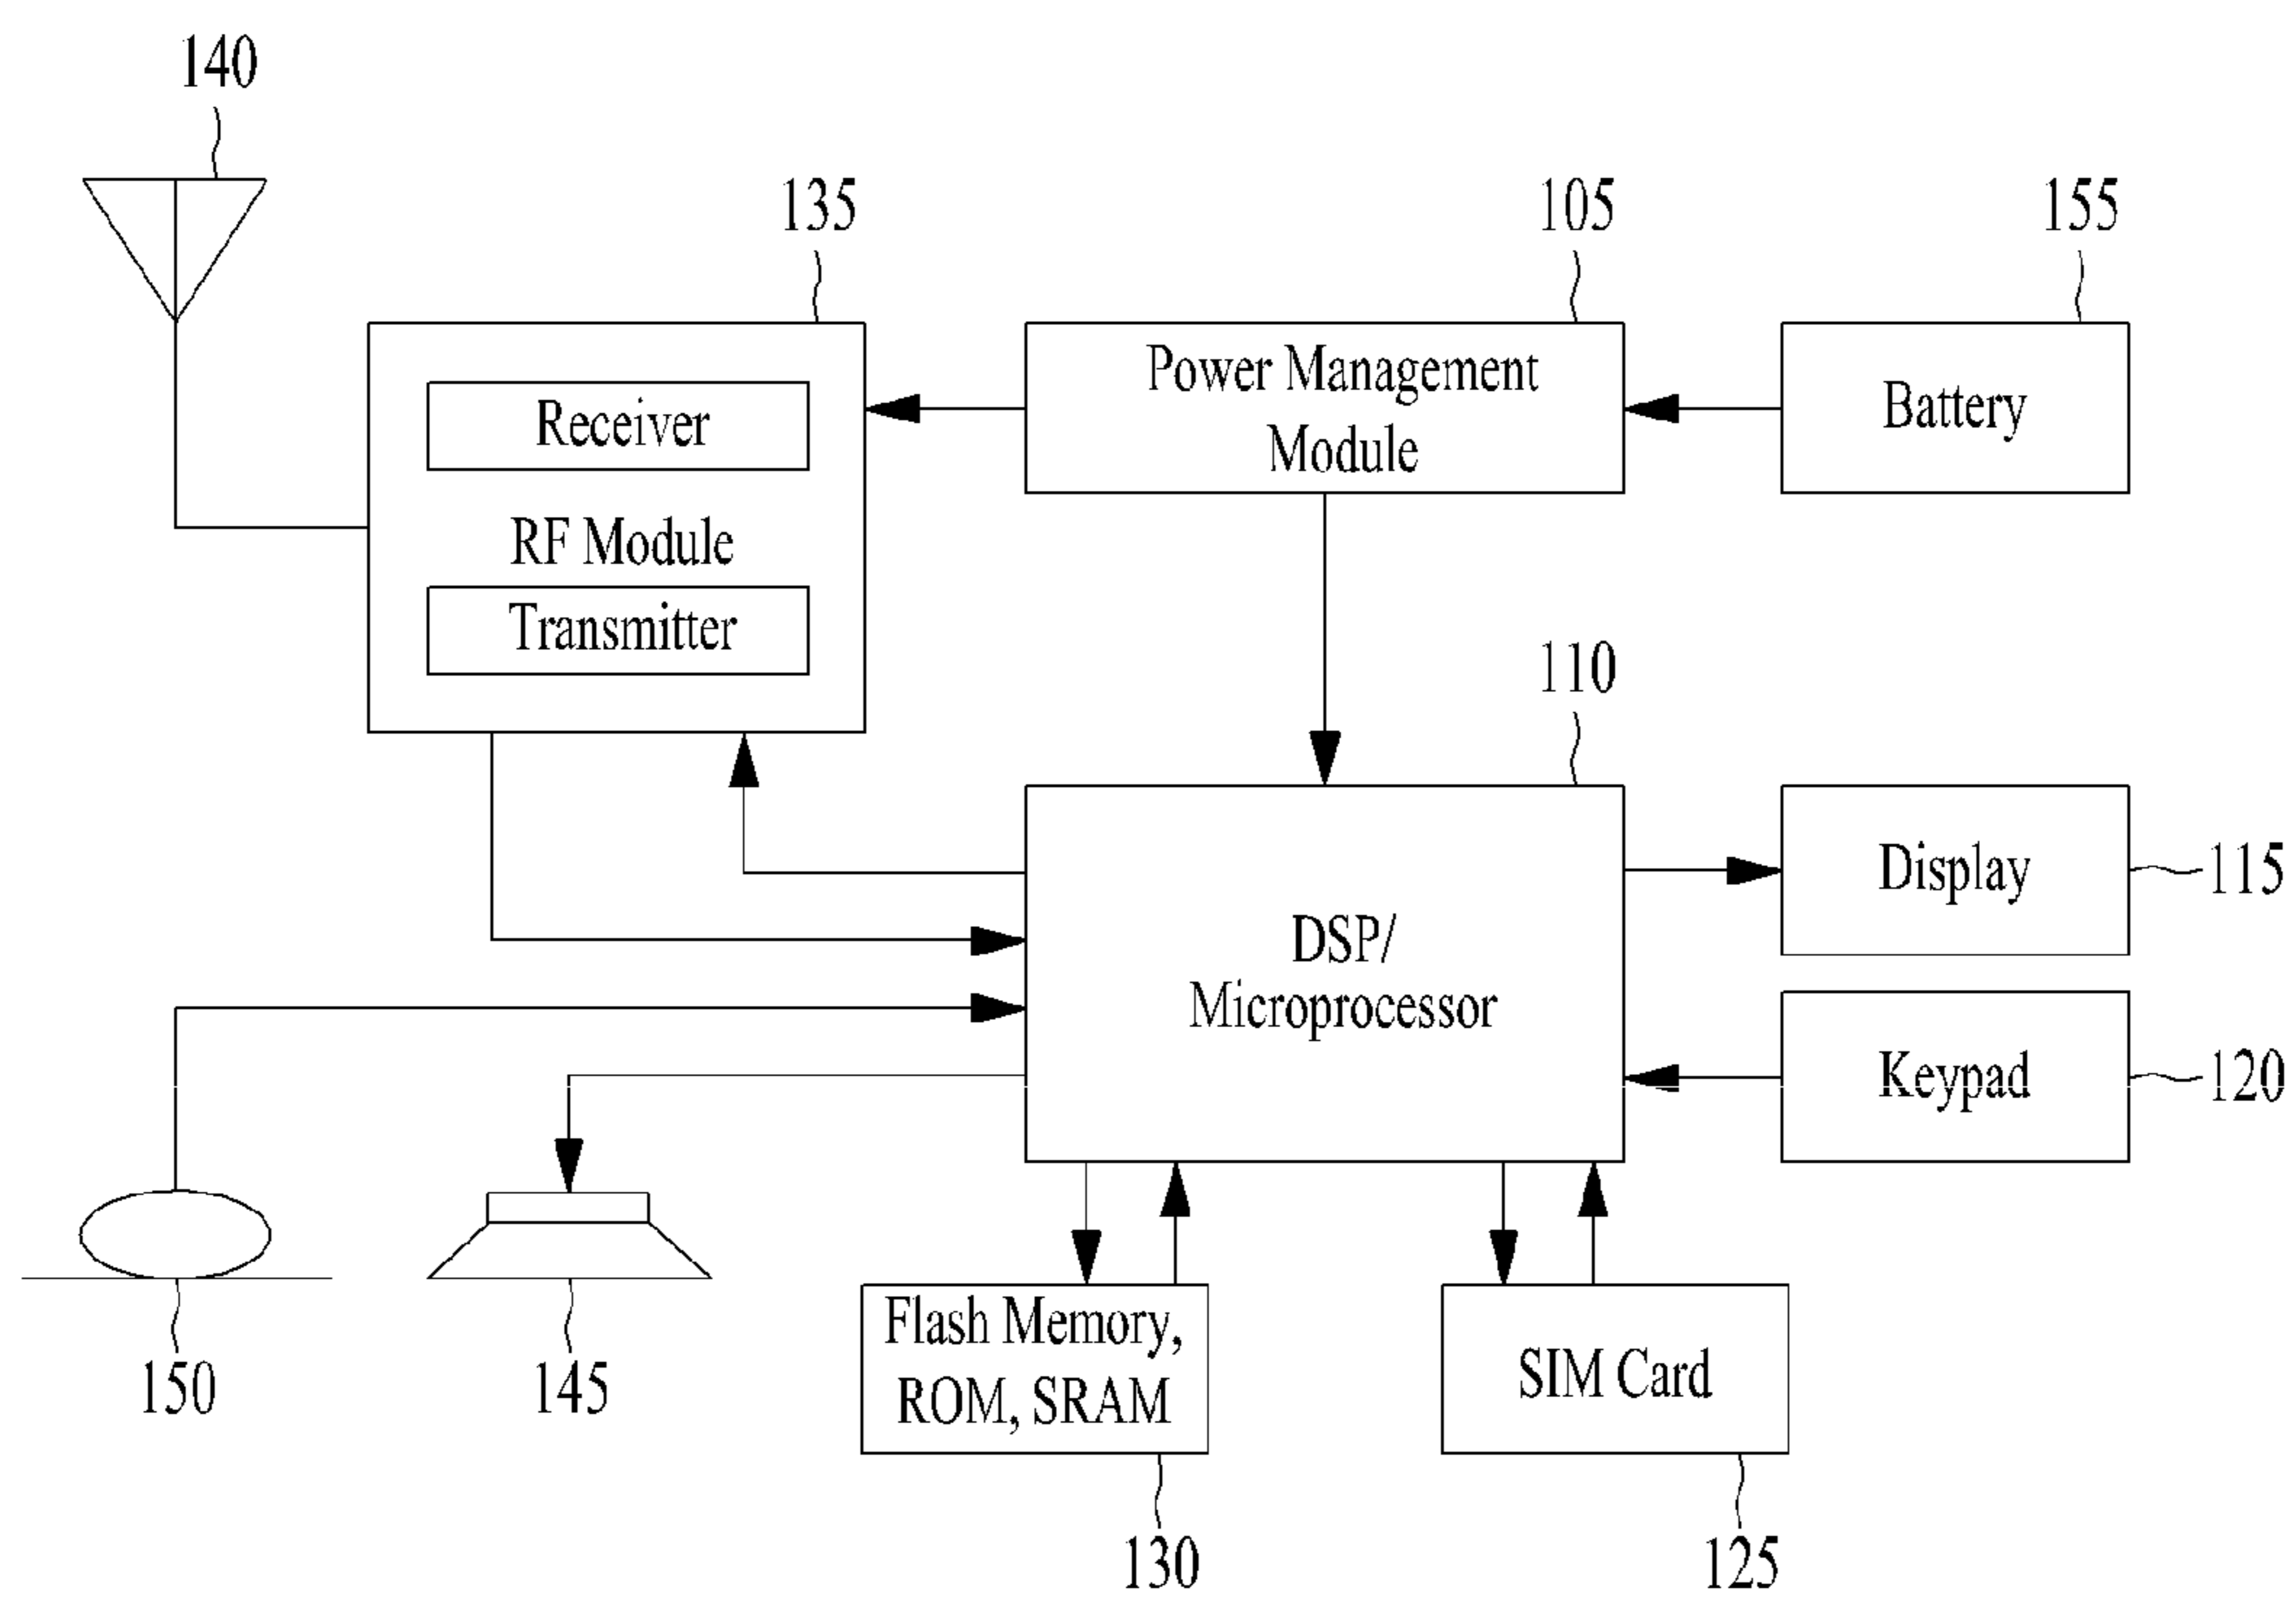 140
135
105
155
Receiver
RF Module
Transmitter
Power Management
Module
Battery
110
DSP/
Microprocessor
Display
115
Keypad
120
150
145
Flash Memory,
ROM, SRAM
130
SIM Card
125